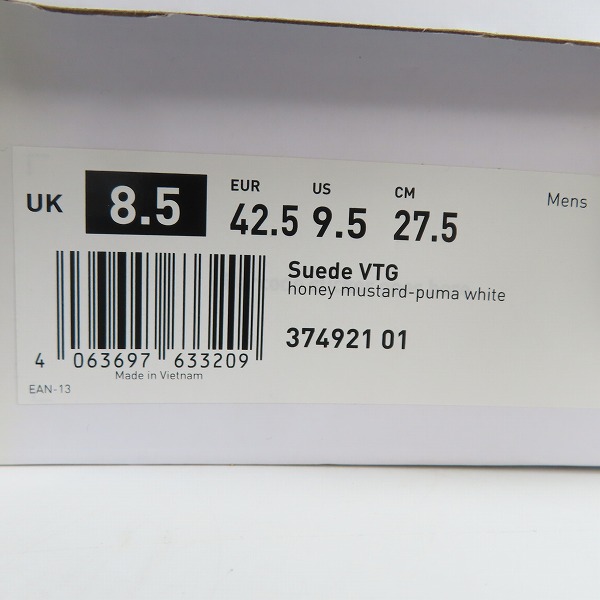 EUR US CM Mens
UK 8.5 42.5 9.5 27.5
Suede VTG
honey mustard-puma white
374921 01
4 063697 633209
Made in Vietnam
EAN-13